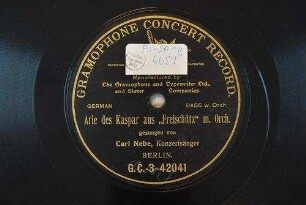 GRAMOPHONE CONCERT RECORD.
Manufactured by
The Gramophone and Typewriter Ltd.,
and Sister Companies
GERMAN BASS w. Orch.
Arie des Kaspar aus „Freischütz“ m. Orch.
gesungen von
Carl Nebe, Konzertsänger
BERLIN.
G.C.-3-42041